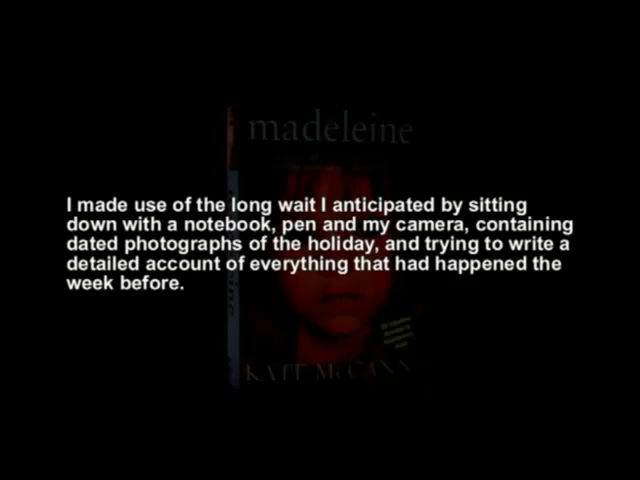 madeleine
I made use of the long wait I anticipated by sitting
down with a notebook, pen and my camera, containing
dated photographs of the holiday, and trying to write a
detailed account of everything that had happened the
week before.
KATE McCANN